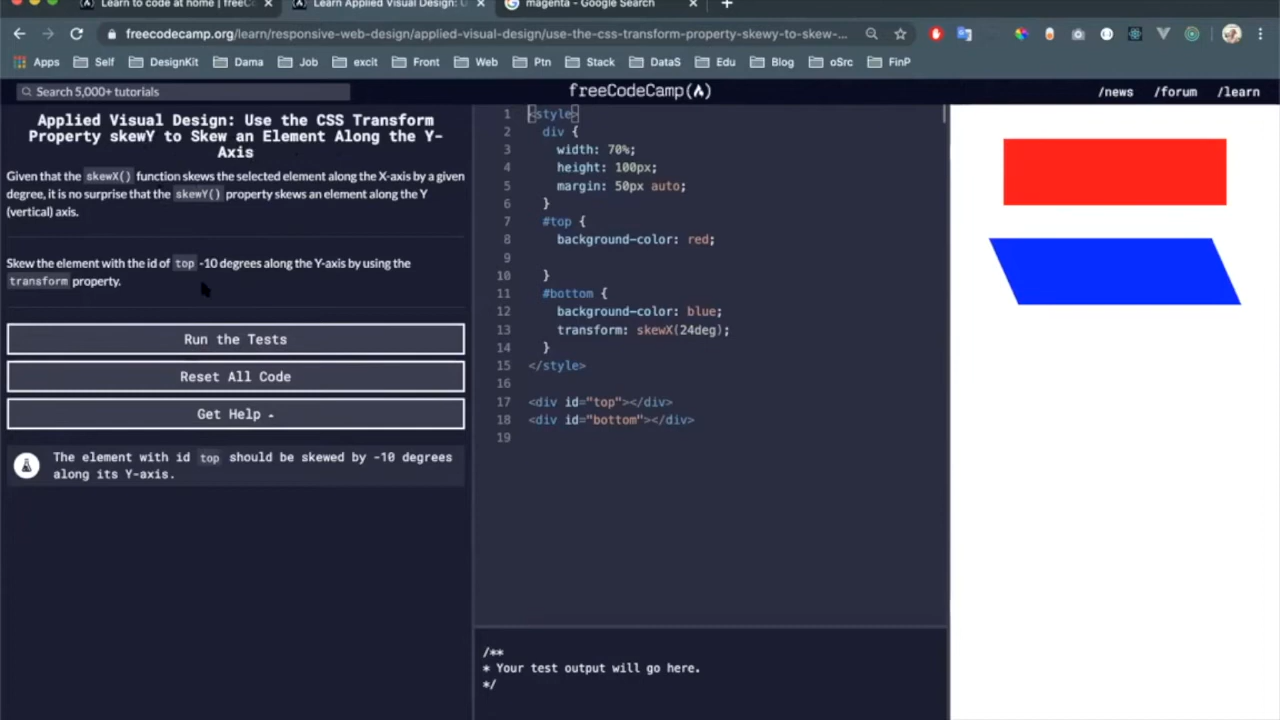 Learn to code at home | freeC
Learn Applied Visual Design: U
magenta - Google Search
freecodecamp.org/learn/responsive-web-design/applied-visual-design/use-the-css-transform-property-skewy-to-skew-...
Apps Self DesignKit Dama Job excit Front Web Ptn Stack DataS Edu Blog oSrc FinP
Search 5,000+ tutorials
freeCodeCamp
/news /forum /learn
Applied Visual Design: Use the CSS Transform
Property skewY to Skew an Element Along the Y-
Axis
Given that the skewX() function skews the selected element along the X-axis by a given
degree, it is no surprise that the skewY() property skews an element along the Y
(vertical) axis.
Skew the element with the id of top -10 degrees along the Y-axis by using the
transform property.
Run the Tests
Reset All Code
Get Help
The element with id top should be skewed by -10 degrees
along its Y-axis.
1 <style>
2 div {
3 width: 70%;
4 height: 100px;
5 margin: 50px auto;
6 }
7 #top {
8 background-color: red;
9
10 }
11 #bottom {
12 background-color: blue;
13 transform: skewX(24deg);
14 }
15 </style>
16
17 <div id="top"></div>
18 <div id="bottom"></div>
19
/**
* Your test output will go here.
*/